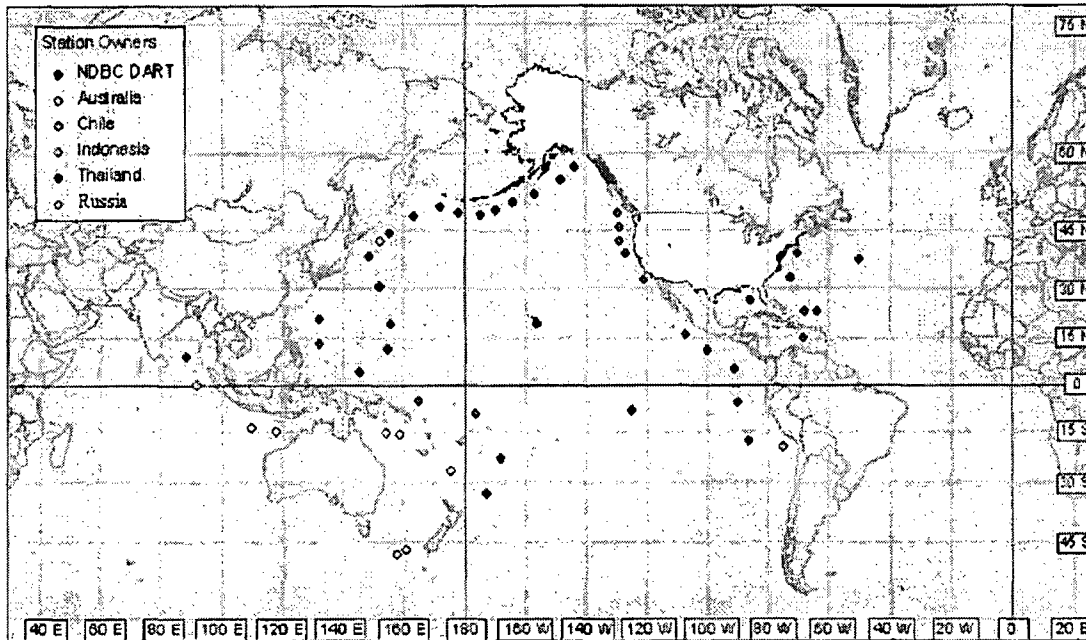 Station Owners
NDBC DART
Australia
Chile
Indonesia
Thailand
Russia
75 N
60 N
45 N
30 N
15 N
0
15 S
30 S
45 S
40 E 60 E 80 E 100 E 120 E 140 E 160 E 180 160 W 140 W 120 W 100 W 80 W 60 W 40 W 20 W 0 20 E